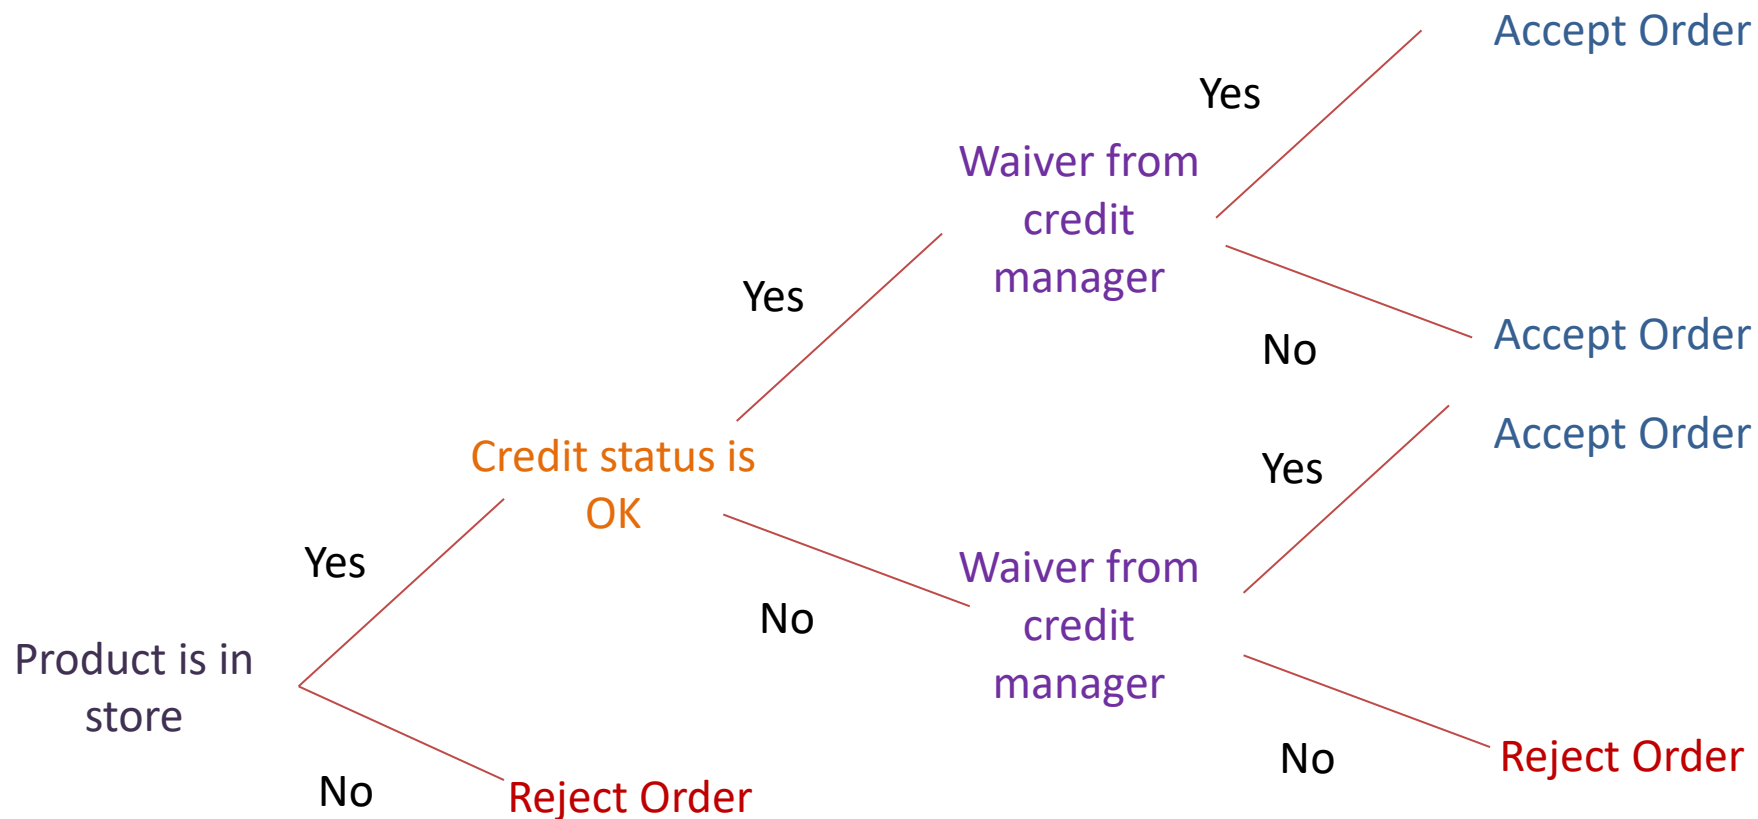 Accept Order
Yes
Waiver from
credit
manager
Yes
No
Accept Order
Accept Order
Credit status is
OK
Yes
Yes
Waiver from
credit
manager
No
Product is in
store
No
Reject Order
No
Reject Order